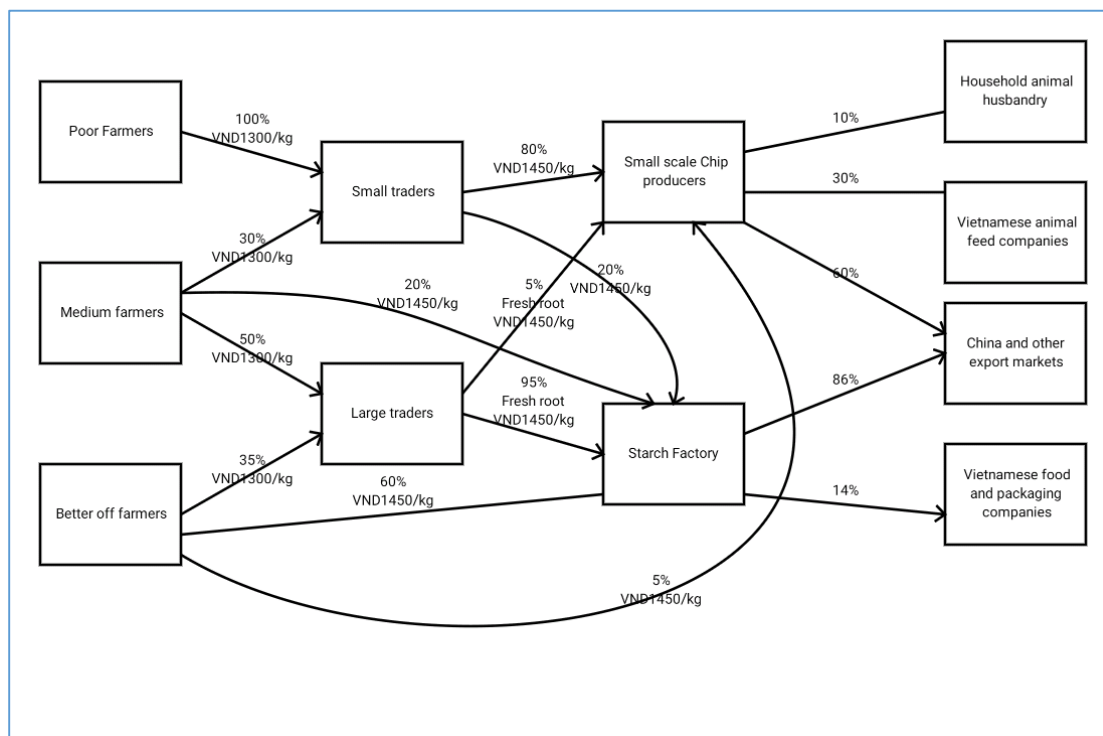 Poor Farmers
Medium farmers
Better off farmers
100%
VND1300/kg
30%
VND1300/kg
20%
VND1450/kg
50%
VND1300/kg
35%
VND1300/kg
60%
VND1450/kg
5%
VND1450/kg
Small traders
Large traders
80%
VND1450/kg
20%
VND1450/kg
5%
Fresh root
VND1450/kg
95%
Fresh root
VND1450/kg
Small scale Chip
producers
Starch Factory
10%
30%
60%
86%
14%
Household animal
husbandry
Vietnamese animal
feed companies
China and other
export markets
Vietnamese food
and packaging
companies